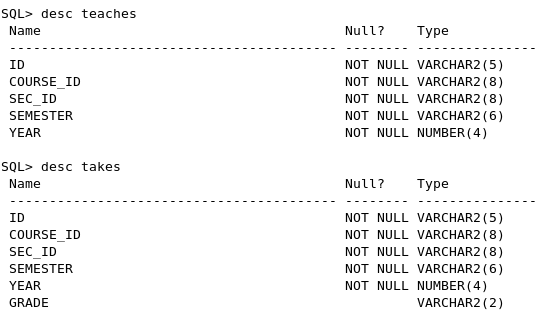 SQL> desc teaches
 Name                                      Null?    Type
 ----------------------------------------- -------- ---------------
 ID                                        NOT NULL VARCHAR2(5)
 COURSE_ID                                 NOT NULL VARCHAR2(8)
 SEC_ID                                    NOT NULL VARCHAR2(8)
 SEMESTER                                  NOT NULL VARCHAR2(6)
 YEAR                                      NOT NULL NUMBER(4)

SQL> desc takes
 Name                                      Null?    Type
 ----------------------------------------- -------- ---------------
 ID                                        NOT NULL VARCHAR2(5)
 COURSE_ID                                 NOT NULL VARCHAR2(8)
 SEC_ID                                    NOT NULL VARCHAR2(8)
 SEMESTER                                  NOT NULL VARCHAR2(6)
 YEAR                                      NOT NULL NUMBER(4)
 GRADE                                              VARCHAR2(2)